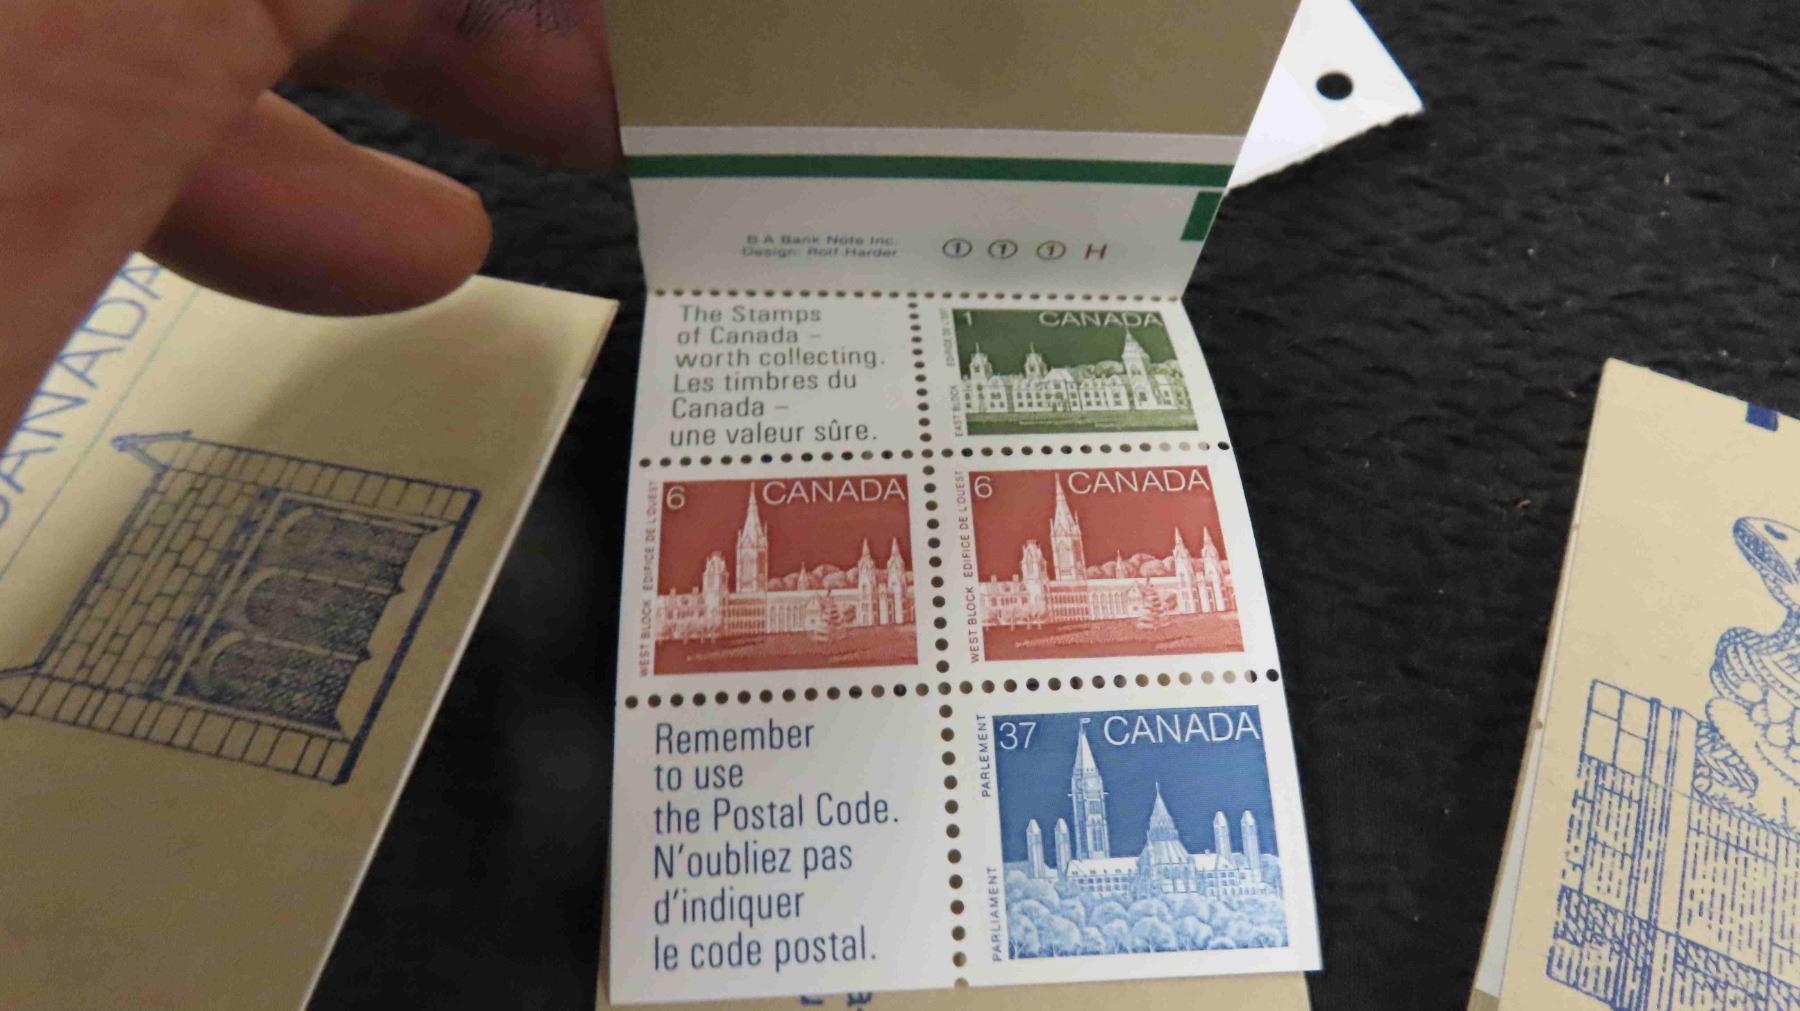 CANADA
B A Bank Note Inc.
Design: Rolf Harder
1 1 1 H
The Stamps
of Canada –
worth collecting.
Les timbres du
Canada –
une valeur sûre.
1 CANADA
EAST BLOCK EDIFICE DE L'EST
6 CANADA
WEST BLOCK EDIFICE DE L'OUEST
6 CANADA
WEST BLOCK EDIFICE DE L'OUEST
Remember
to use
the Postal Code.
N'oubliez pas
d'indiquer
le code postal.
37 CANADA
PARLIAMENT PARLEMENT